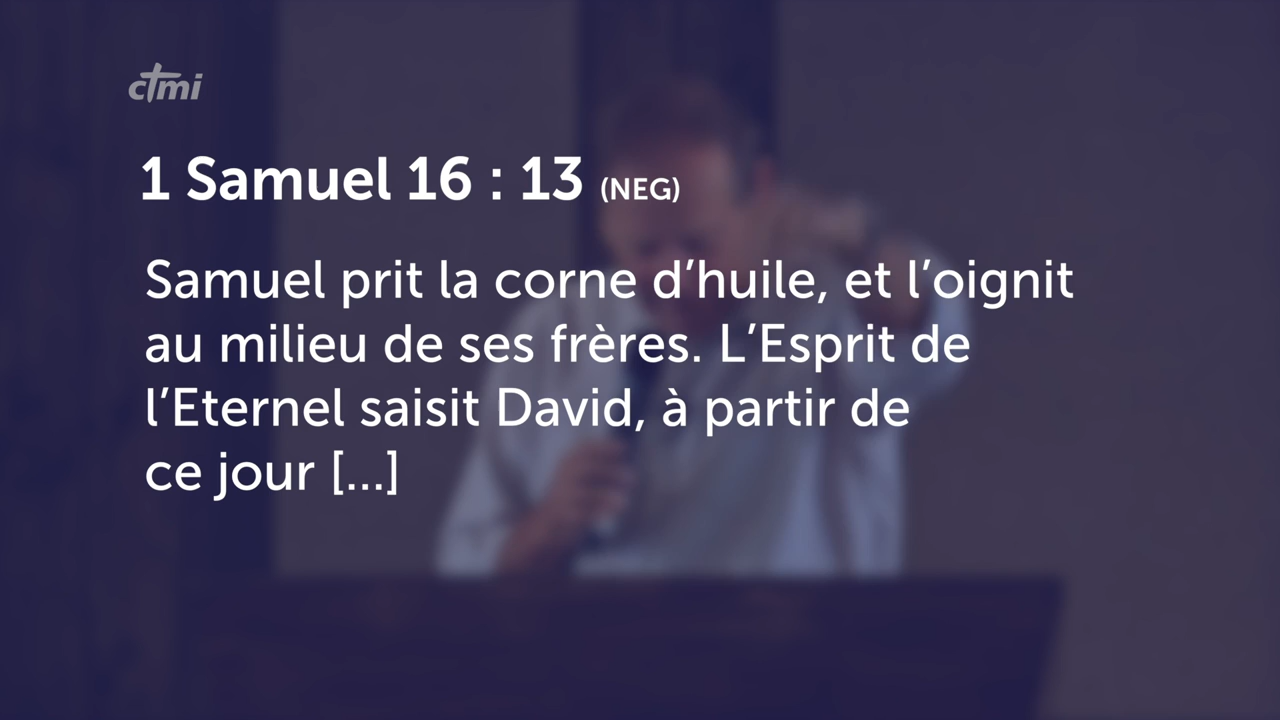 ctmi
1 Samuel 16 : 13 (NEG)
Samuel prit la corne d’huile, et l’oignit
au milieu de ses frères. L’Esprit de
l’Eternel saisit David, à partir de
ce jour [...]